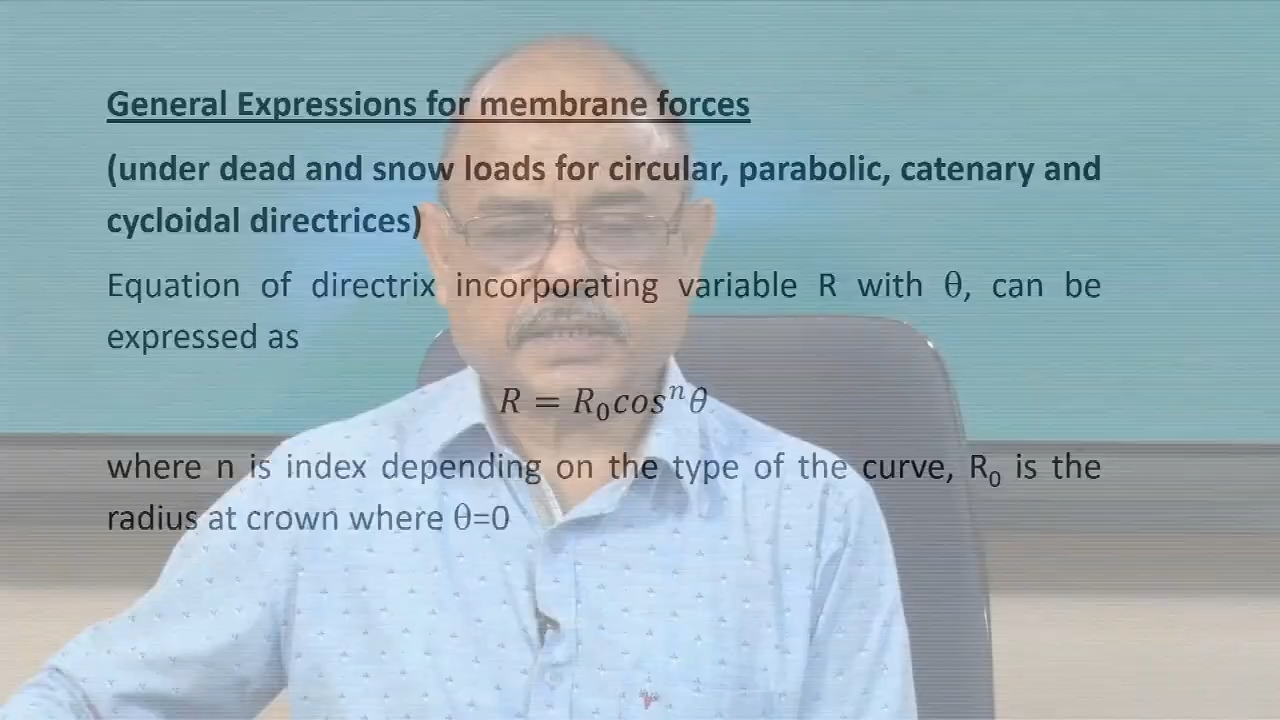 General Expressions for membrane forces
(under dead and snow loads for circular, parabolic, catenary and
cycloidal directrices)
Equation of directrix incorporating variable R with θ, can be
expressed as
R = R₀cosⁿθ
where n is index depending on the type of the curve, R₀ is the
radius at crown where θ=0